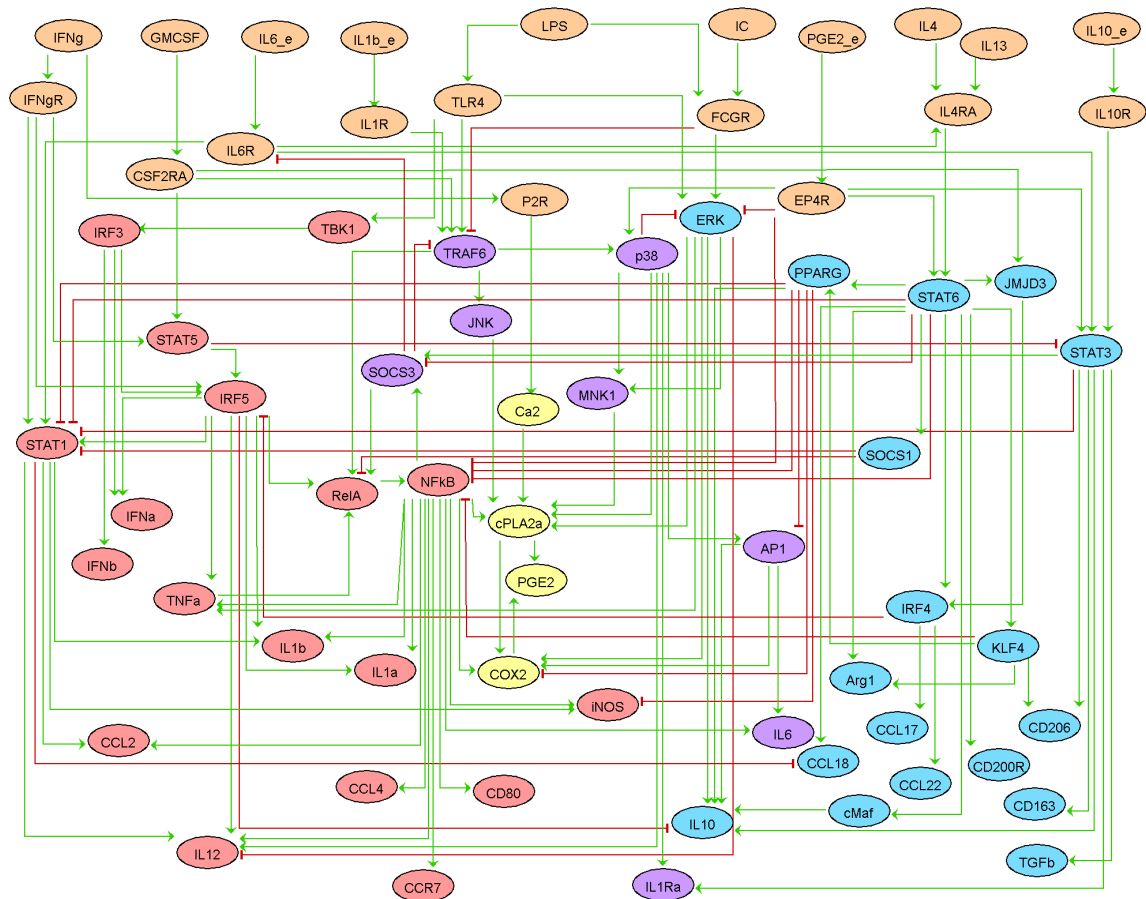 IFNg
GMCSF
IL6_e
IL1b_e
LPS
IC
PGE2_e
IL4
IL13
IL10_e
IFNgR
TLR4
IL1R
FCGR
IL4RA
IL10R
IL6R
CSF2RA
P2R
EP4R
IRF3
TBK1
ERK
TRAF6
p38
PPARG
STAT6
JMJD3
JNK
STAT5
STAT3
SOCS3
IRF5
MNK1
Ca2
STAT1
SOCS1
RelA
NFkB
IFNa
cPLA2a
AP1
IFNb
PGE2
TNFa
IRF4
IL1b
KLF4
IL1a
COX2
Arg1
iNOS
CCL2
IL6
CCL17
CD206
CCL18
CD200R
CCL4
CD80
CCL22
CD163
IL10
cMaf
IL12
TGFb
CCR7
IL1Ra